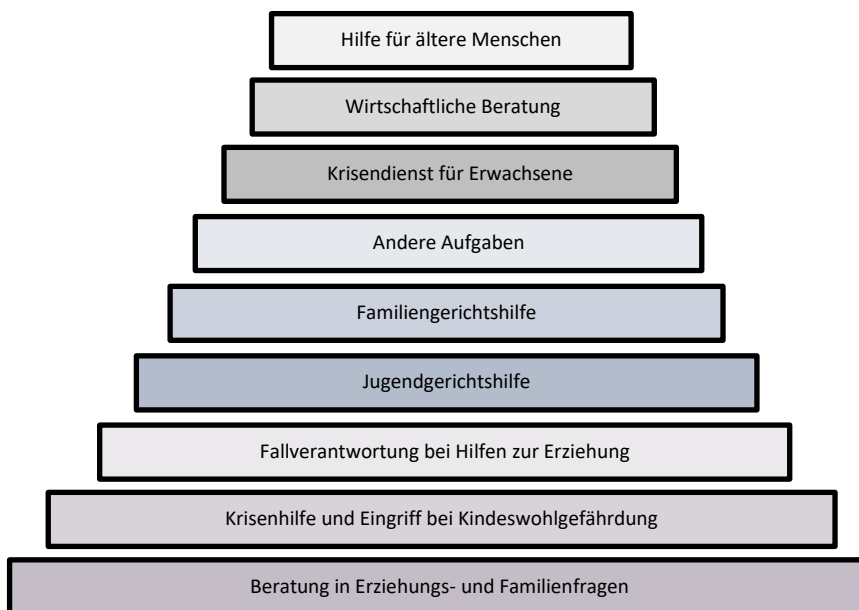 Hilfe für ältere Menschen
Wirtschaftliche Beratung
Krisendienst für Erwachsene
Andere Aufgaben
Familiengerichtshilfe
Jugendgerichtshilfe
Fallverantwortung bei Hilfen zur Erziehung
Krisenhilfe und Eingriff bei Kindeswohlgefährdung
Beratung in Erziehungs- und Familienfragen